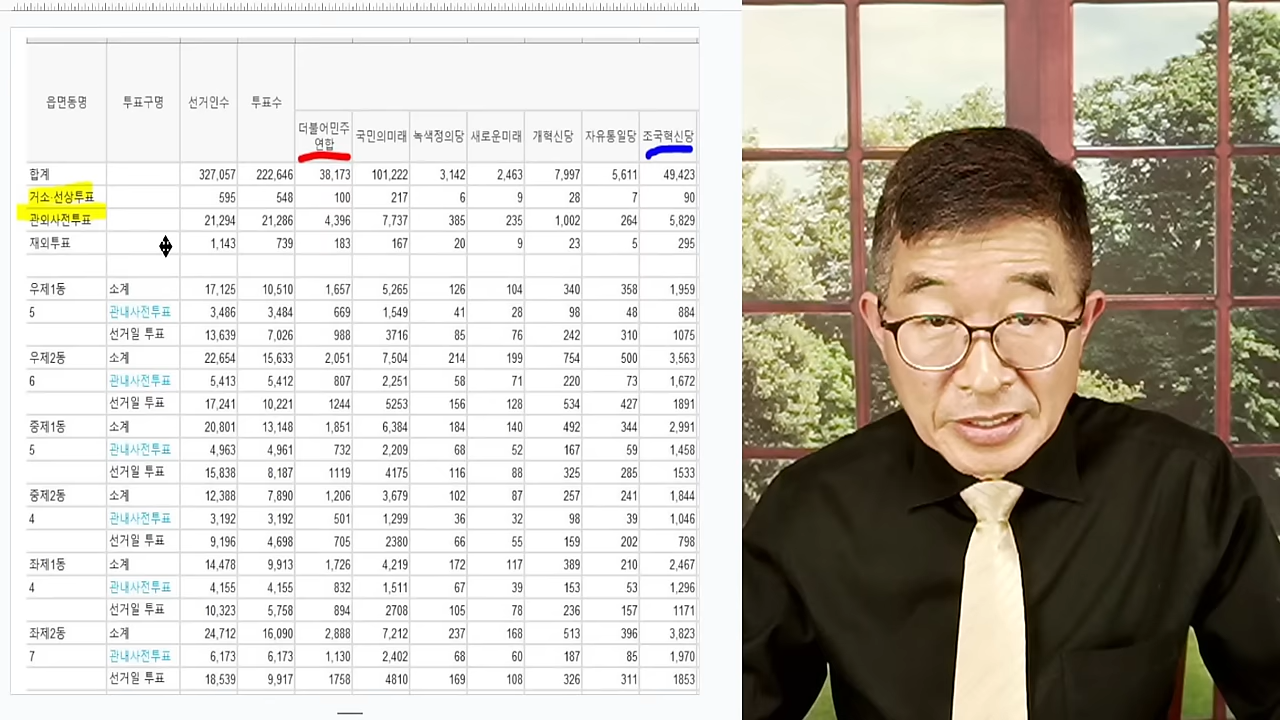 읍면동명 투표구명 선거인수 투표수
더불어민주연합 국민의미래 녹색정의당 새로운미래 개혁신당 자유통일당 조국혁신당
합계 327,057 222,646 38,173 101,222 3,142 2,463 7,997 5,611 49,423
거소·선상투표 595 548 100 217 6 9 28 7 90
관외사전투표 21,294 21,286 4,396 7,737 385 235 1,002 264 5,829
재외투표 1,143 739 183 167 20 9 23 5 295
우제1동 소계 17,125 10,510 1,657 5,265 126 104 340 358 1,959
5 관내사전투표 3,486 3,484 669 1,549 41 28 98 48 884
선거일 투표 13,639 7,026 988 3716 85 76 242 310 1075
우제2동 소계 22,654 15,633 2,051 7,504 214 199 754 500 3,563
6 관내사전투표 5,413 5,412 807 2,251 58 71 220 73 1,672
선거일 투표 17,241 10,221 1244 5253 156 128 534 427 1891
중제1동 소계 20,801 13,148 1,851 6,384 184 140 492 344 2,991
5 관내사전투표 4,963 4,961 732 2,209 68 52 167 59 1,458
선거일 투표 15,838 8,187 1119 4175 116 88 325 285 1533
중제2동 소계 12,388 7,890 1,206 3,679 102 87 257 241 1,844
4 관내사전투표 3,192 3,192 501 1,299 36 32 98 39 1,046
선거일 투표 9,196 4,698 705 2380 66 55 159 202 798
좌제1동 소계 14,478 9,913 1,726 4,219 172 117 389 210 2,467
4 관내사전투표 4,155 4,155 832 1,511 67 39 153 53 1,296
선거일 투표 10,323 5,758 894 2708 105 78 236 157 1171
좌제2동 소계 24,712 16,090 2,888 7,212 237 168 513 396 3,823
7 관내사전투표 6,173 6,173 1,130 2,402 68 60 187 85 1,970
선거일 투표 18,539 9,917 1758 4810 169 108 326 311 1853